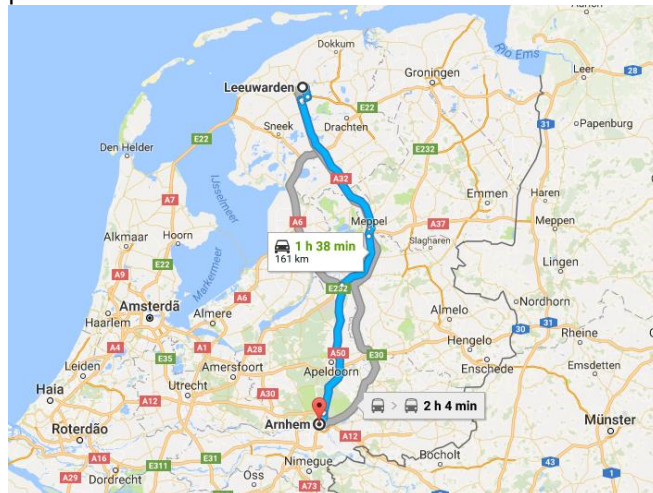 Dokkum
Rio Ems
Leer
28
Leeuwarden
Groningen
E22
31
Papenburg
Sneek
Drachten
Den Helder
E22
E232
A32
Emmen
Haren
A7
IJsselmeer
A6
Meppel
A37
Meppen
Alkmaar
Hoorn
1 h 38 min
161 km
Slagharen
A9
E22
Markermeer
Lingen
E232
A6
Amsterdã
Almere
Almelo
Nordhorn
Haarlem
30
31
Rheine
A4
E35
A1
A28
A50
E30
Hengelo
Leiden
Amersfoort
Apeldoorn
Enschede
Emsdetten
Haia
Utrecht
A30
A12
2 h 4 min
Roterdão
Arnhem
A12
Münster
Nimegue
Bocholt
A16
E31
E311
Oss
43
A29
Dordrecht
A73
1